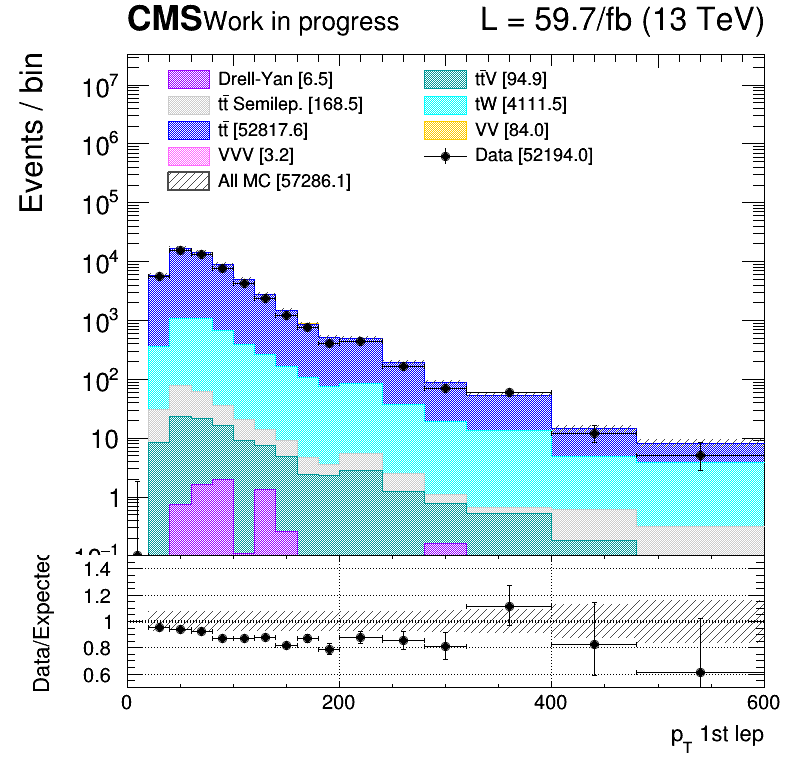 CMS Work in progress L = 59.7/fb (13 TeV)
Events / bin
Drell-Yan [6.5]
tt̄ Semilep. [168.5]
tt̄ [52817.6]
VVV [3.2]
All MC [57286.1]
tt̄V [94.9]
tW [4111.5]
VV [84.0]
Data [52194.0]
10⁷
10⁶
10⁵
10⁴
10³
10²
10
1
10⁻¹
Data/Expected
1.4
1.2
1
0.8
0.6
0 200 400 600
p_T 1st lep